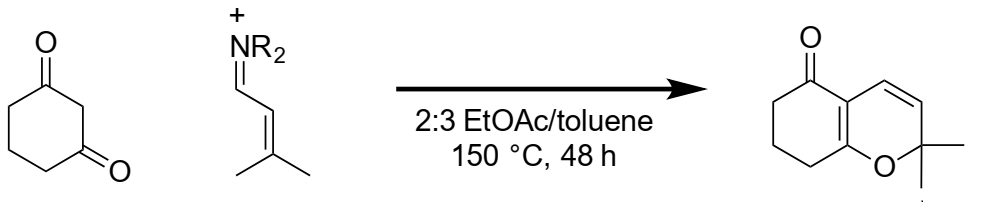 O
O
+
NR2
2:3 EtOAc/toluene
150 °C, 48 h
O
O